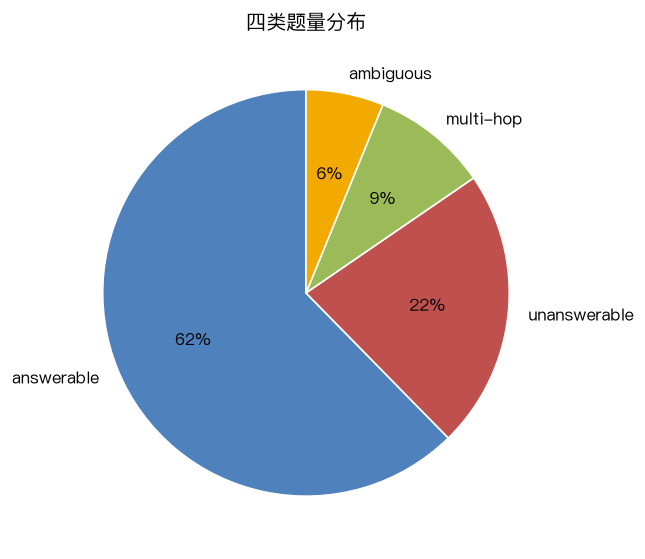 四类题量分布
ambiguous
multi-hop
6%
9%
22%
unanswerable
62%
answerable